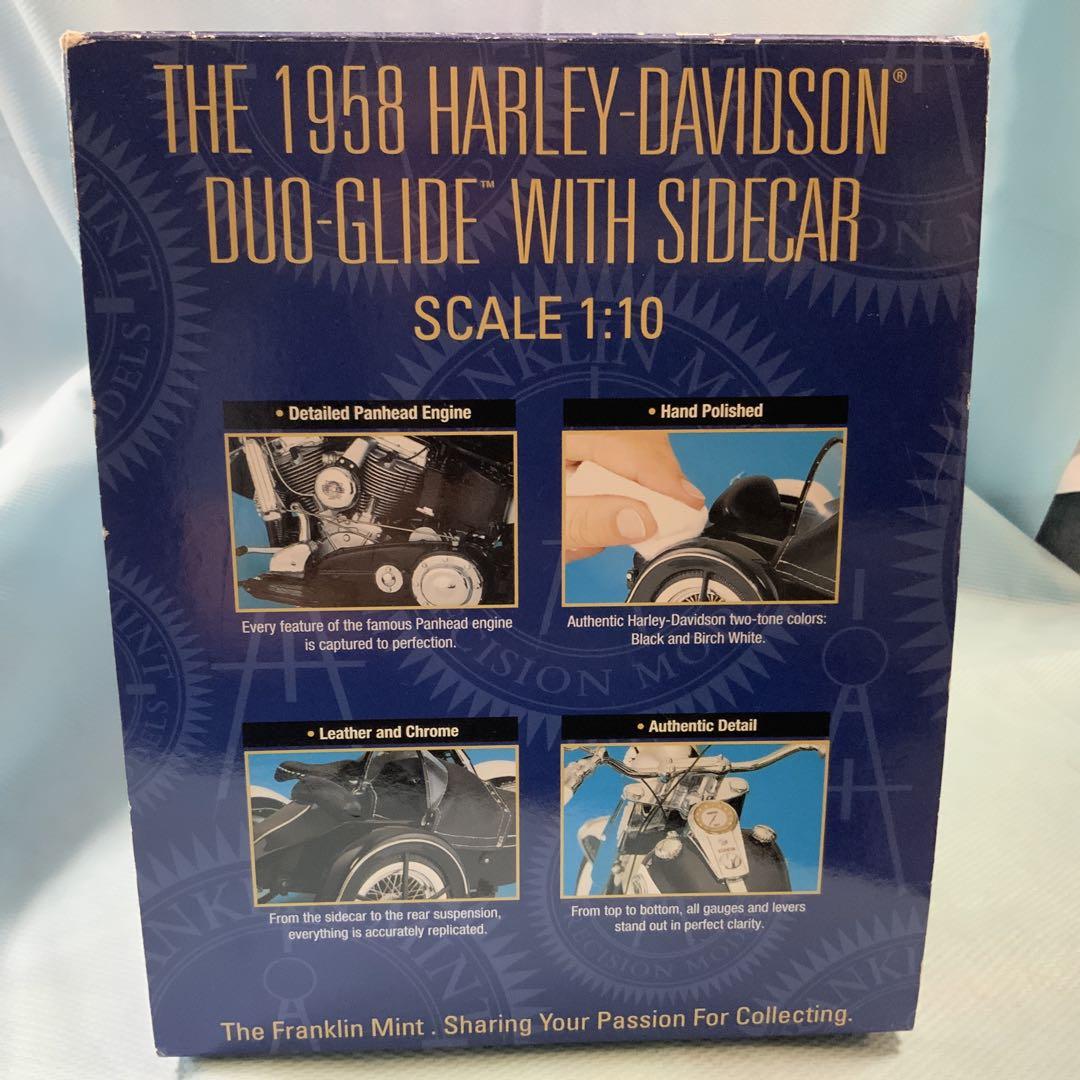 THE 1958 HARLEY-DAVIDSON®
DUO-GLIDE™ WITH SIDECAR
SCALE 1:10
• Detailed Panhead Engine
Every feature of the famous Panhead engine
is captured to perfection.
• Hand Polished
Authentic Harley-Davidson two-tone colors:
Black and Birch White.
• Leather and Chrome
From the sidecar to the rear suspension,
everything is accurately replicated.
• Authentic Detail
From top to bottom, all gauges and levers
stand out in perfect clarity.
The Franklin Mint . Sharing Your Passion For Collecting.